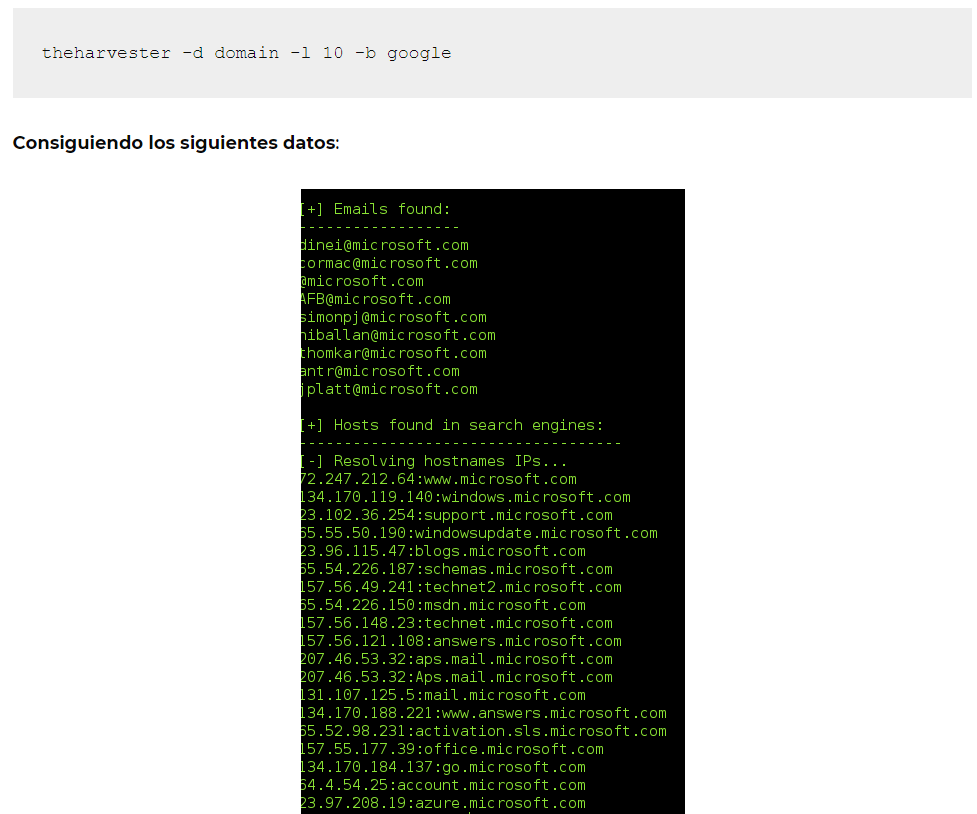 theharvester -d domain -l 10 -b google
Consiguiendo los siguientes datos:
[+] Emails found:
------------------
dinei@microsoft.com
cormac@microsoft.com
@microsoft.com
AFB@microsoft.com
simonpj@microsoft.com
niballan@microsoft.com
thomkar@microsoft.com
antr@microsoft.com
jplatt@microsoft.com
[+] Hosts found in search engines:
------------------------------------
[-] Resolving hostnames IPs...
72.247.212.64:www.microsoft.com
134.170.119.140:windows.microsoft.com
23.102.36.254:support.microsoft.com
65.55.50.190:windowsupdate.microsoft.com
23.96.115.47:blogs.microsoft.com
65.54.226.187:schemas.microsoft.com
157.56.49.241:technet2.microsoft.com
65.54.226.150:msdn.microsoft.com
157.56.148.23:technet.microsoft.com
157.56.121.108:answers.microsoft.com
207.46.53.32:aps.mail.microsoft.com
207.46.53.32:Aps.mail.microsoft.com
131.107.125.5:mail.microsoft.com
134.170.188.221:www.answers.microsoft.com
65.52.98.231:activation.sls.microsoft.com
157.55.177.39:office.microsoft.com
134.170.184.137:go.microsoft.com
64.4.54.25:account.microsoft.com
23.97.208.19:azure.microsoft.com